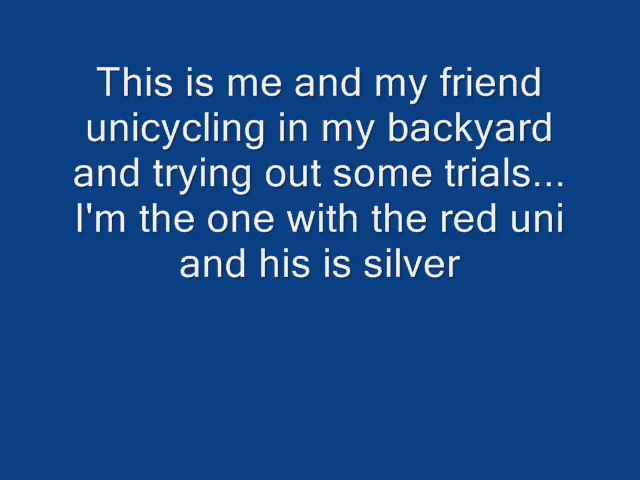 This is me and my friend
unicycling in my backyard
and trying out some trials...
I'm the one with the red uni
and his is silver